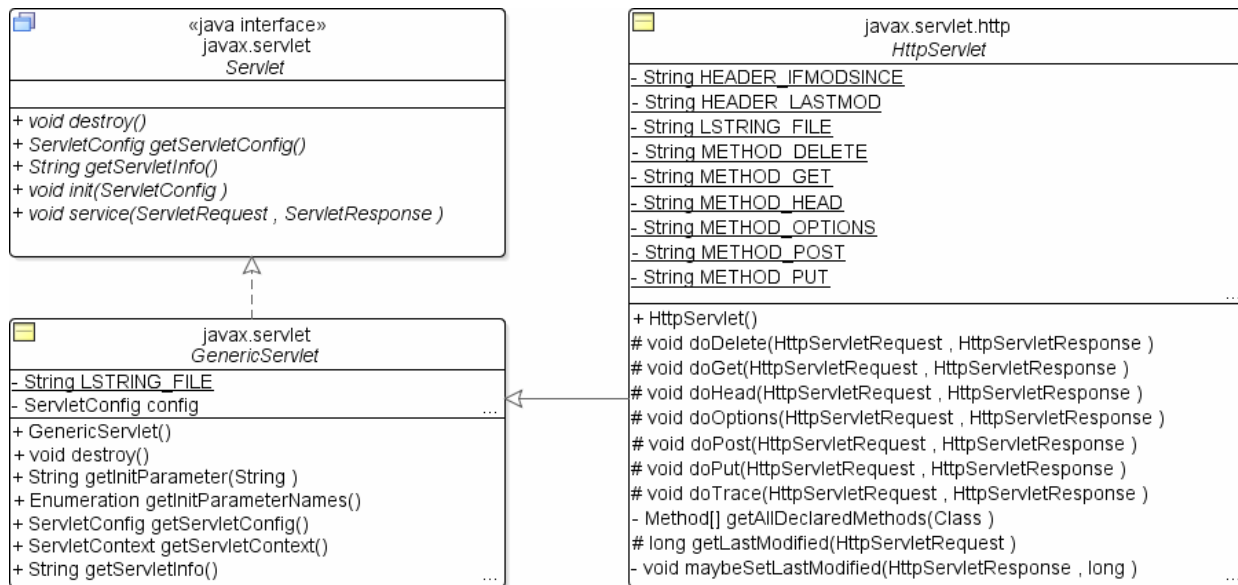 «java interface»
javax.servlet
Servlet
+ void destroy()
+ ServletConfig getServletConfig()
+ String getServletInfo()
+ void init(ServletConfig )
+ void service(ServletRequest , ServletResponse )
javax.servlet
GenericServlet
- String LSTRING_FILE
- ServletConfig config
...
+ GenericServlet()
+ void destroy()
+ String getInitParameter(String )
+ Enumeration getInitParameterNames()
+ ServletConfig getServletConfig()
+ ServletContext getServletContext()
+ String getServletInfo()
...
javax.servlet.http
HttpServlet
- String HEADER_IFMODSINCE
- String HEADER_LASTMOD
- String LSTRING_FILE
- String METHOD_DELETE
- String METHOD_GET
- String METHOD_HEAD
- String METHOD_OPTIONS
- String METHOD_POST
- String METHOD_PUT
...
+ HttpServlet()
# void doDelete(HttpServletRequest , HttpServletResponse )
# void doGet(HttpServletRequest , HttpServletResponse )
# void doHead(HttpServletRequest , HttpServletResponse )
# void doOptions(HttpServletRequest , HttpServletResponse )
# void doPost(HttpServletRequest , HttpServletResponse )
# void doPut(HttpServletRequest , HttpServletResponse )
# void doTrace(HttpServletRequest , HttpServletResponse )
- Method[] getAllDeclaredMethods(Class )
# long getLastModified(HttpServletRequest )
- void maybeSetLastModified(HttpServletResponse , long )
...